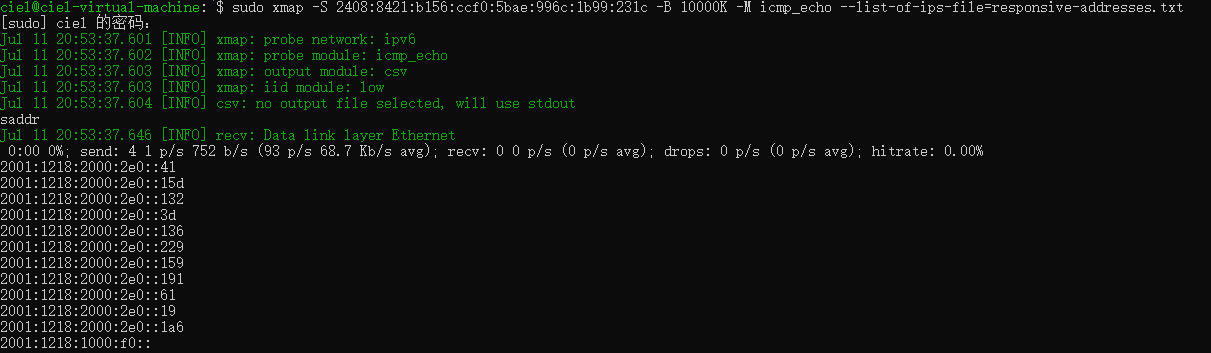 ciel@ciel-virtual-machine: $ sudo xmap -S 2408:8421:b156:ccf0:5bae:996c:1b99:231c -B 10000K -M icmp_echo --list-of-ips-file=responsive-addresses.txt
[sudo] ciel 的密码：
Jul 11 20:53:37.601 [INFO] xmap: probe network: ipv6
Jul 11 20:53:37.602 [INFO] xmap: probe module: icmp_echo
Jul 11 20:53:37.603 [INFO] xmap: output module: csv
Jul 11 20:53:37.603 [INFO] xmap: iid module: low
Jul 11 20:53:37.604 [INFO] csv: no output file selected, will use stdout
saddr
Jul 11 20:53:37.646 [INFO] recv: Data link layer Ethernet
0:00 0%; send: 4 1 p/s 752 b/s (93 p/s 68.7 Kb/s avg); recv: 0 0 p/s (0 p/s avg); drops: 0 p/s (0 p/s avg); hitrate: 0.00%
2001:1218:2000:2e0::41
2001:1218:2000:2e0::15d
2001:1218:2000:2e0::132
2001:1218:2000:2e0::3d
2001:1218:2000:2e0::136
2001:1218:2000:2e0::229
2001:1218:2000:2e0::159
2001:1218:2000:2e0::191
2001:1218:2000:2e0::61
2001:1218:2000:2e0::19
2001:1218:2000:2e0::1a6
2001:1218:1000:f0::